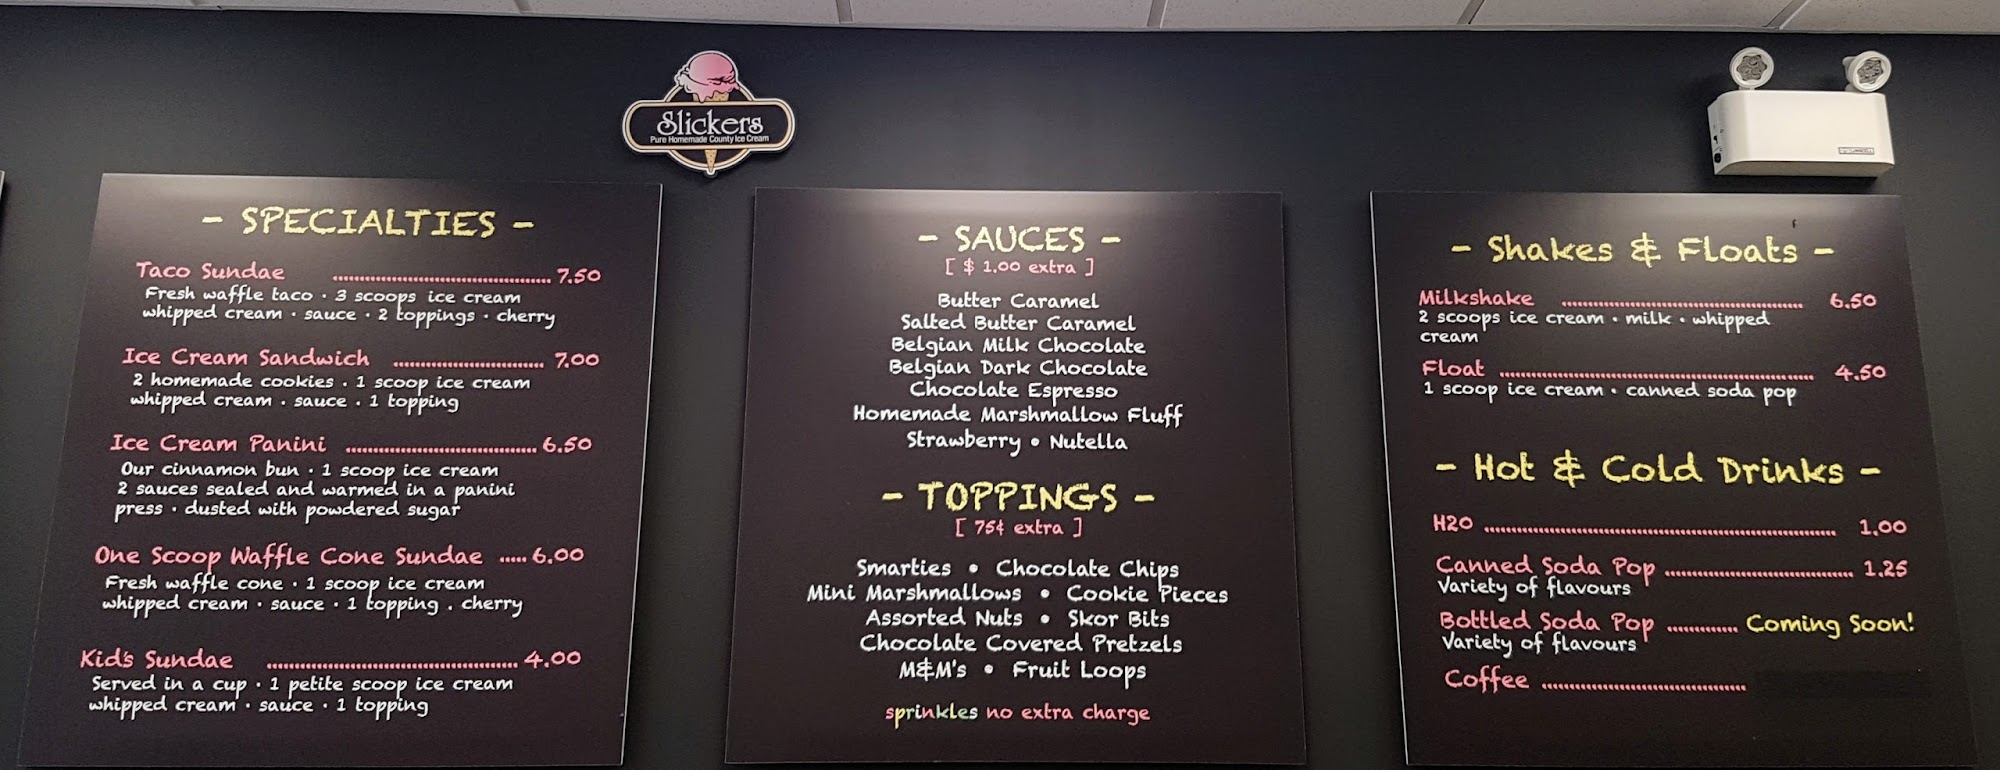 Slickers
Pure Homemade County Ice Cream
- SPECIALTIES -
Taco Sundae ........ 7.50
Fresh waffle taco · 3 scoops ice cream
whipped cream · sauce · 2 toppings · cherry
Ice Cream Sandwich ........ 7.00
2 homemade cookies . 1 scoop ice cream
whipped cream · sauce · 1 topping
Ice Cream Panini ........ 6.50
Our cinnamon bun · 1 scoop ice cream
2 sauces sealed and warmed in a panini
press · dusted with powdered sugar
One Scoop Waffle Cone Sundae ..... 6.00
Fresh waffle cone · 1 scoop ice cream
whipped cream · sauce · 1 topping . cherry
Kid's Sundae ........ 4.00
Served in a cup · 1 petite scoop ice cream
whipped cream · sauce · 1 topping
- SAUCES -
[ $ 1.00 extra ]
Butter Caramel
Salted Butter Caramel
Belgian Milk Chocolate
Belgian Dark Chocolate
Chocolate Espresso
Homemade Marshmallow Fluff
Strawberry • Nutella
- TOPPINGS -
[ 75¢ extra ]
Smarties • Chocolate Chips
Mini Marshmallows • Cookie Pieces
Assorted Nuts • Skor Bits
Chocolate Covered Pretzels
M&M's • Fruit Loops
sprinkles no extra charge
- Shakes & Floats -
Milkshake ........ 6.50
2 scoops ice cream • milk • whipped
cream
Float ........ 4.50
1 scoop ice cream • canned soda pop
- Hot & Cold Drinks -
H2O ........ 1.00
Canned Soda Pop ........ 1.25
Variety of flavours
Bottled Soda Pop ........ Coming Soon!
Variety of flavours
Coffee ........